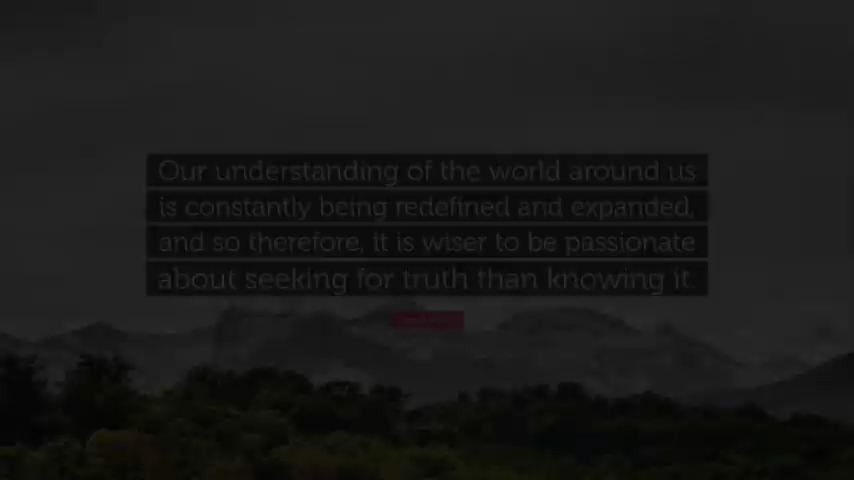 Our understanding of the world around us
is constantly being redefined and expanded,
and so therefore, it is wiser to be passionate
about seeking for truth than knowing it.